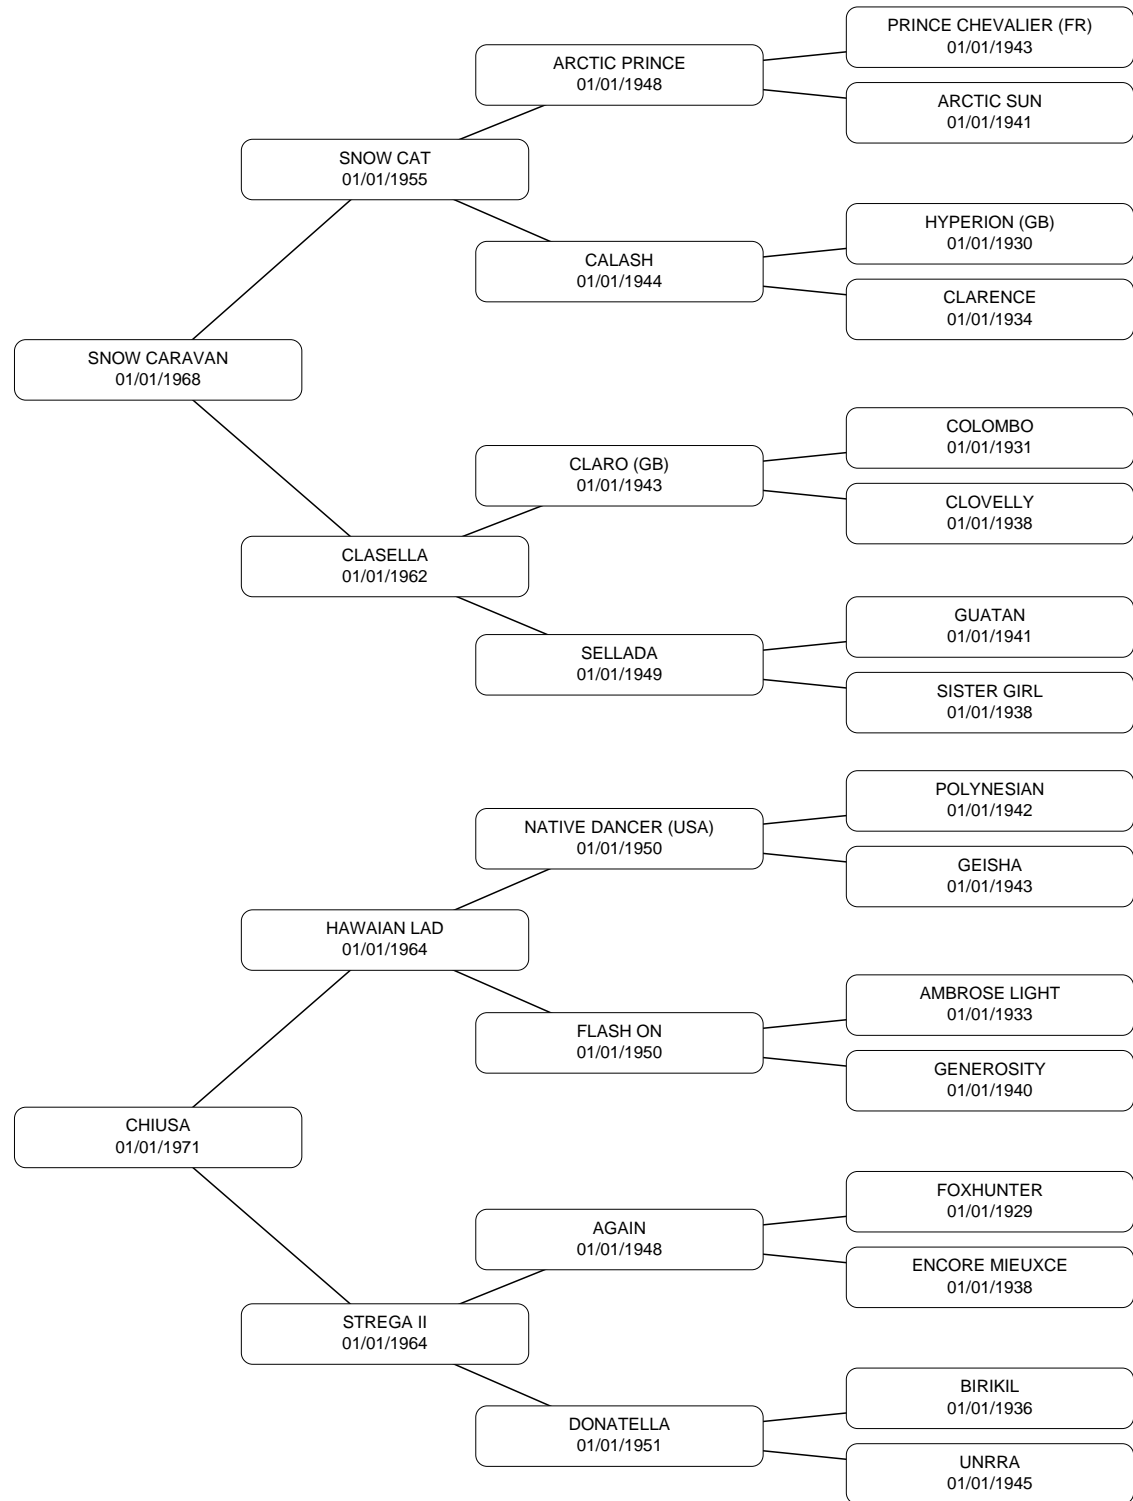 PRINCE CHEVALIER (FR)
01/01/1943
ARCTIC PRINCE
01/01/1948
ARCTIC SUN
01/01/1941
SNOW CAT
01/01/1955
HYPERION (GB)
01/01/1930
CALASH
01/01/1944
CLARENCE
01/01/1934
SNOW CARAVAN
01/01/1968
COLOMBO
01/01/1931
CLARO (GB)
01/01/1943
CLOVELLY
01/01/1938
CLASELLA
01/01/1962
GUATAN
01/01/1941
SELLADA
01/01/1949
SISTER GIRL
01/01/1938
POLYNESIAN
01/01/1942
NATIVE DANCER (USA)
01/01/1950
GEISHA
01/01/1943
HAWAIAN LAD
01/01/1964
AMBROSE LIGHT
01/01/1933
FLASH ON
01/01/1950
GENEROSITY
01/01/1940
CHIUSA
01/01/1971
FOXHUNTER
01/01/1929
AGAIN
01/01/1948
ENCORE MIEUXCE
01/01/1938
STREGA II
01/01/1964
BIRIKIL
01/01/1936
DONATELLA
01/01/1951
UNRRA
01/01/1945